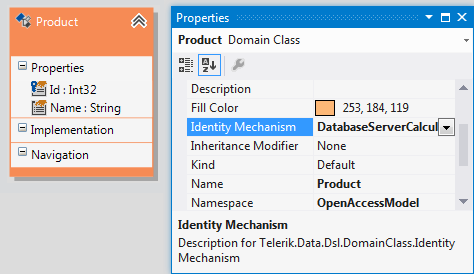 Product
Properties
Id : Int32
Name : String
Implementation
Navigation
Properties
Product Domain Class
Description
Fill Color 253, 184, 119
Identity Mechanism DatabaseServerCalcul
Inheritance Modifier None
Kind Default
Name Product
Namespace OpenAccessModel
Identity Mechanism
Description for Telerik.Data.Dsl.DomainClass.Identity
Mechanism